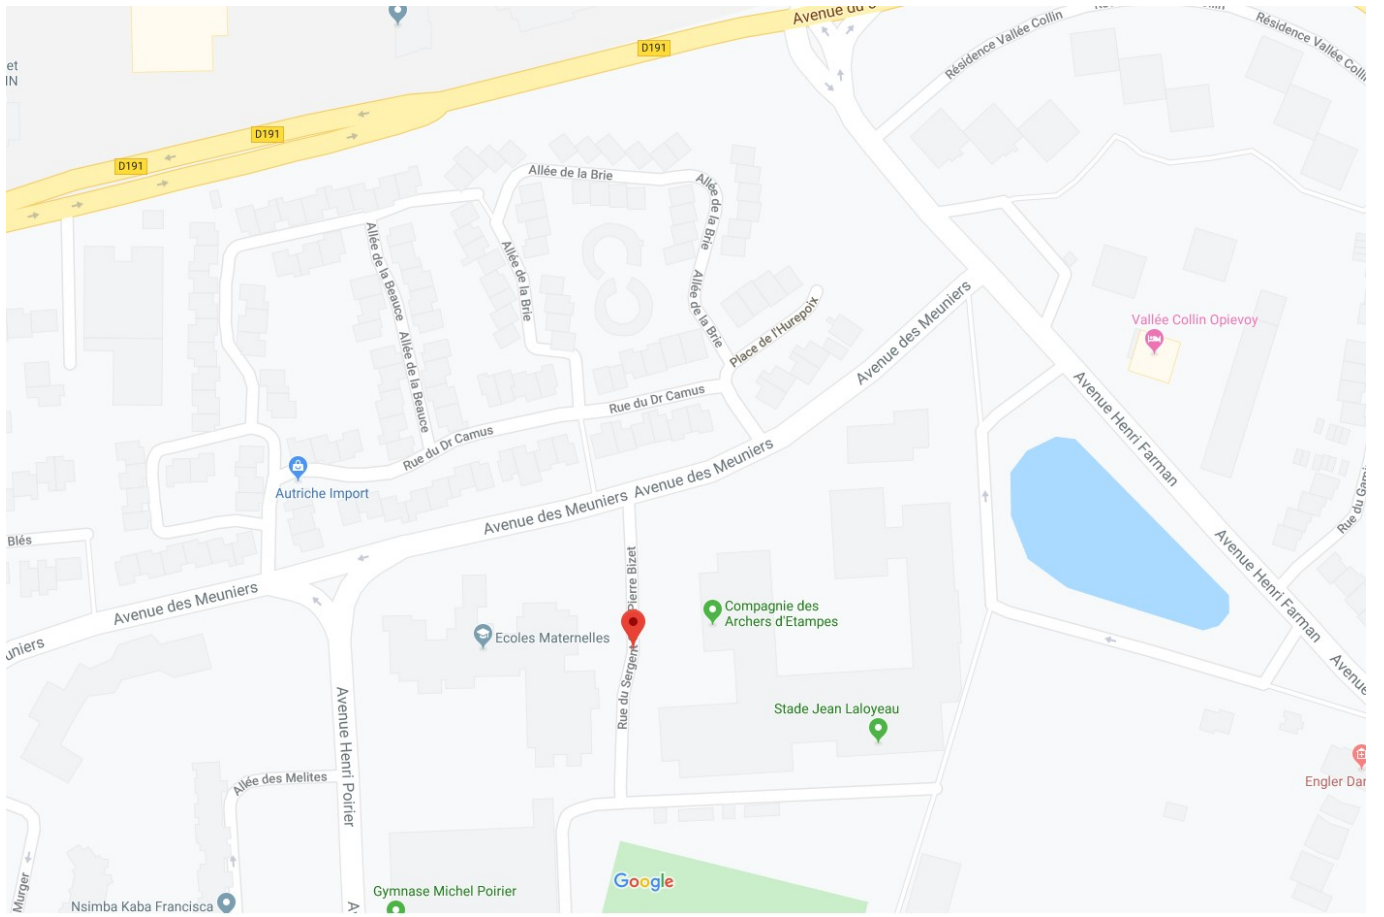 Avenue du
Résidence Vallée Collin
Résidence Vallée Collin
D191
et
IN
D191
D191
Allée de la Brie
Allée de la Brie
Allée de la Brie
Allée de la Brie
Allée de la Beauce
Allée de la Beauce
Place de l'Hurepoix
Avenue des Meuniers
Vallée Collin Opievoy
Rue du Dr Camus
Rue du Dr Camus
Avenue Henri Farman
Autriche Import
Avenue des Meuniers
Avenue des Meuniers
Blés
Avenue Henri Farman
Pierre Bizet
Rue du Sergent
Avenue des Meuniers
uniers
Compagnie des
Archers d'Etampes
Ecoles Maternelles
Avenue
Stade Jean Laloyeau
Avenue Henri Poirier
Allée des Melites
Engler Dar
Murger
Google
Gymnase Michel Poirier
Nsimba Kaba Francisca